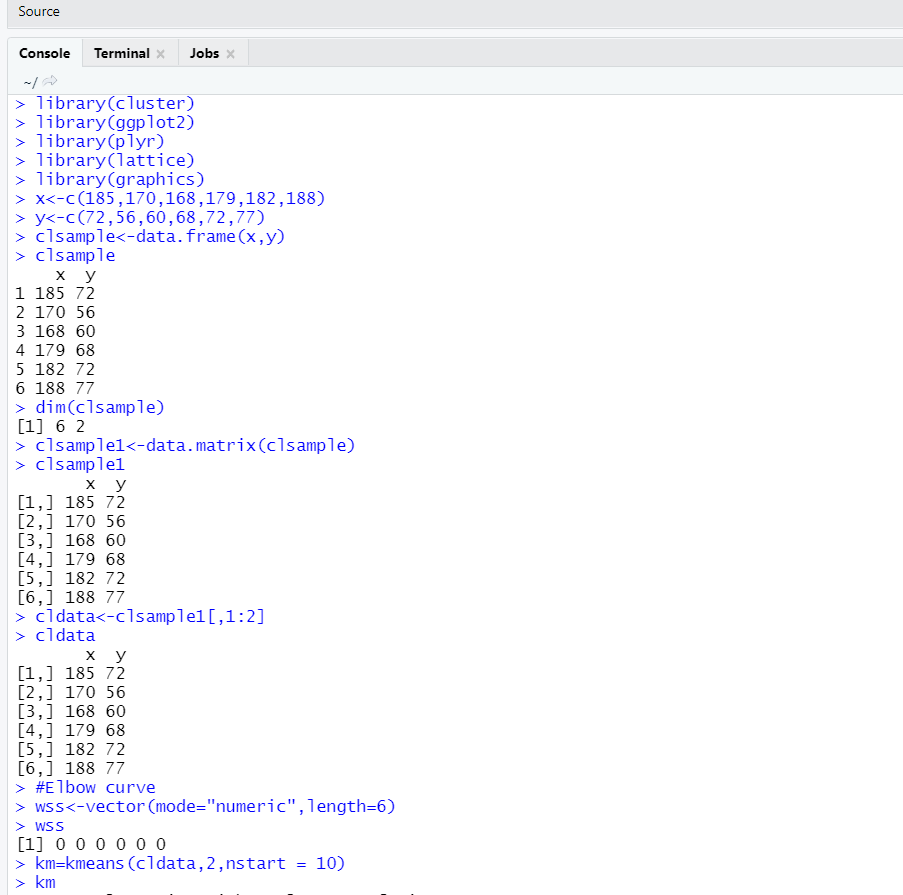 Source
Console Terminal Jobs
~/
> library(cluster)
> library(ggplot2)
> library(plyr)
> library(lattice)
> library(graphics)
> x<-c(185,170,168,179,182,188)
> y<-c(72,56,60,68,72,77)
> clsample<-data.frame(x,y)
> clsample
x y
1 185 72
2 170 56
3 168 60
4 179 68
5 182 72
6 188 77
> dim(clsample)
[1] 6 2
> clsample1<-data.matrix(clsample)
> clsample1
x y
[1,] 185 72
[2,] 170 56
[3,] 168 60
[4,] 179 68
[5,] 182 72
[6,] 188 77
> cldata<-clsample1[,1:2]
> cldata
x y
[1,] 185 72
[2,] 170 56
[3,] 168 60
[4,] 179 68
[5,] 182 72
[6,] 188 77
> #Elbow curve
> wss<-vector(mode="numeric",length=6)
> wss
[1] 0 0 0 0 0 0
> km=kmeans(cldata,2,nstart = 10)
> km